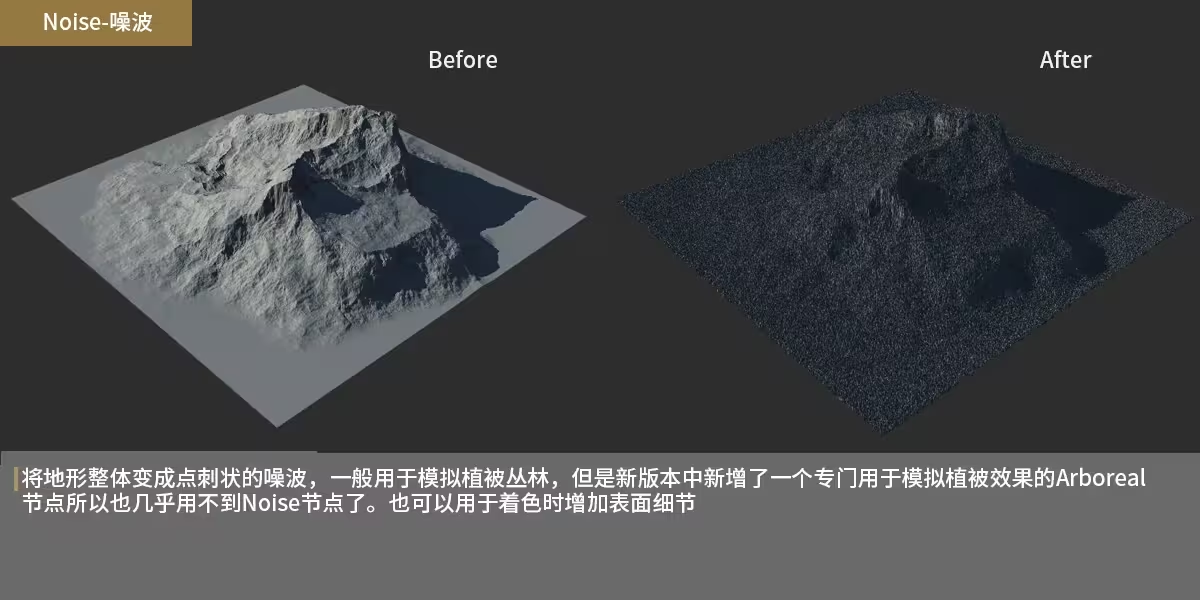 Noise-噪波
Before
After
将地形整体变成点刺状的噪波，一般用于模拟植被丛林，但是新版本中新增了一个专门用于模拟植被效果的Arboreal
节点所以也几乎用不到Noise节点了。也可以用于着色时增加表面细节